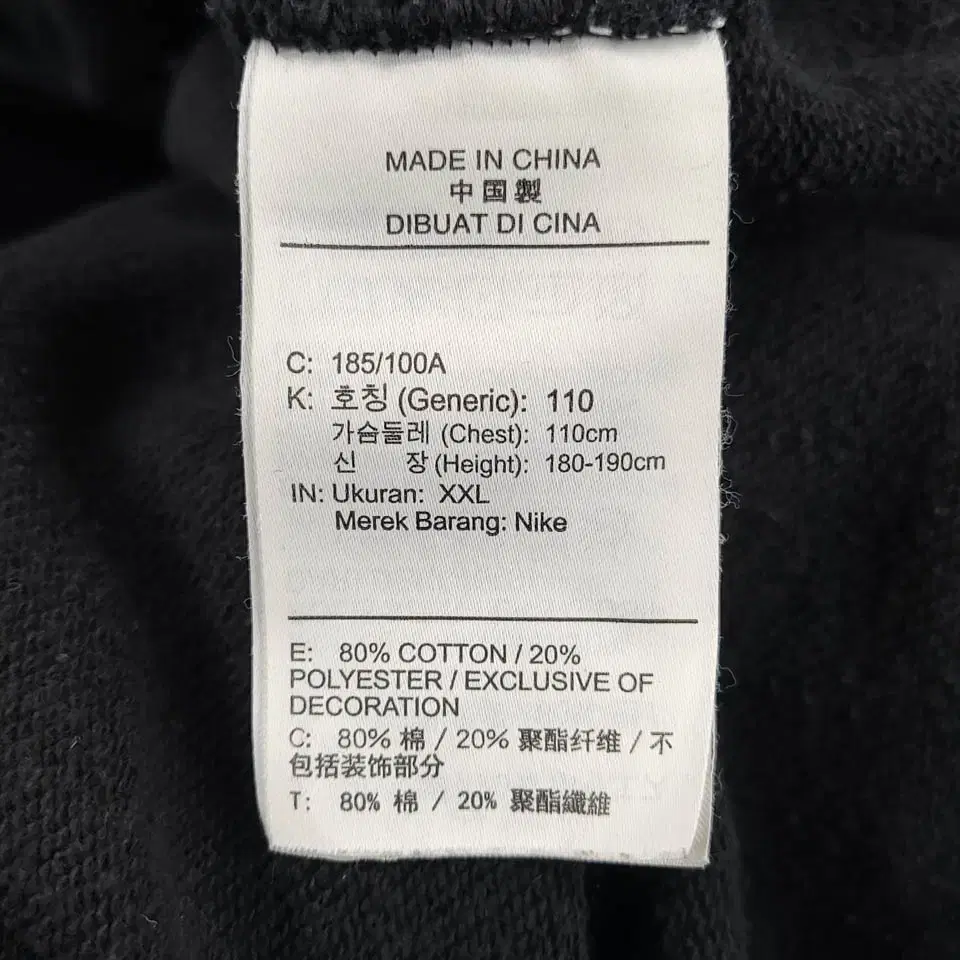 MADE IN CHINA
中国製
DIBUAT DI CINA
C: 185/100A
K: 호칭 (Generic): 110
가슴둘레 (Chest): 110cm
신 장 (Height): 180-190cm
IN: Ukuran: XXL
Merek Barang: Nike
E: 80% COTTON / 20%
POLYESTER / EXCLUSIVE OF
DECORATION
C: 80% 棉 / 20% 聚酯纤维 / 不
包括装饰部分
T: 80% 棉 / 20% 聚酯纖維